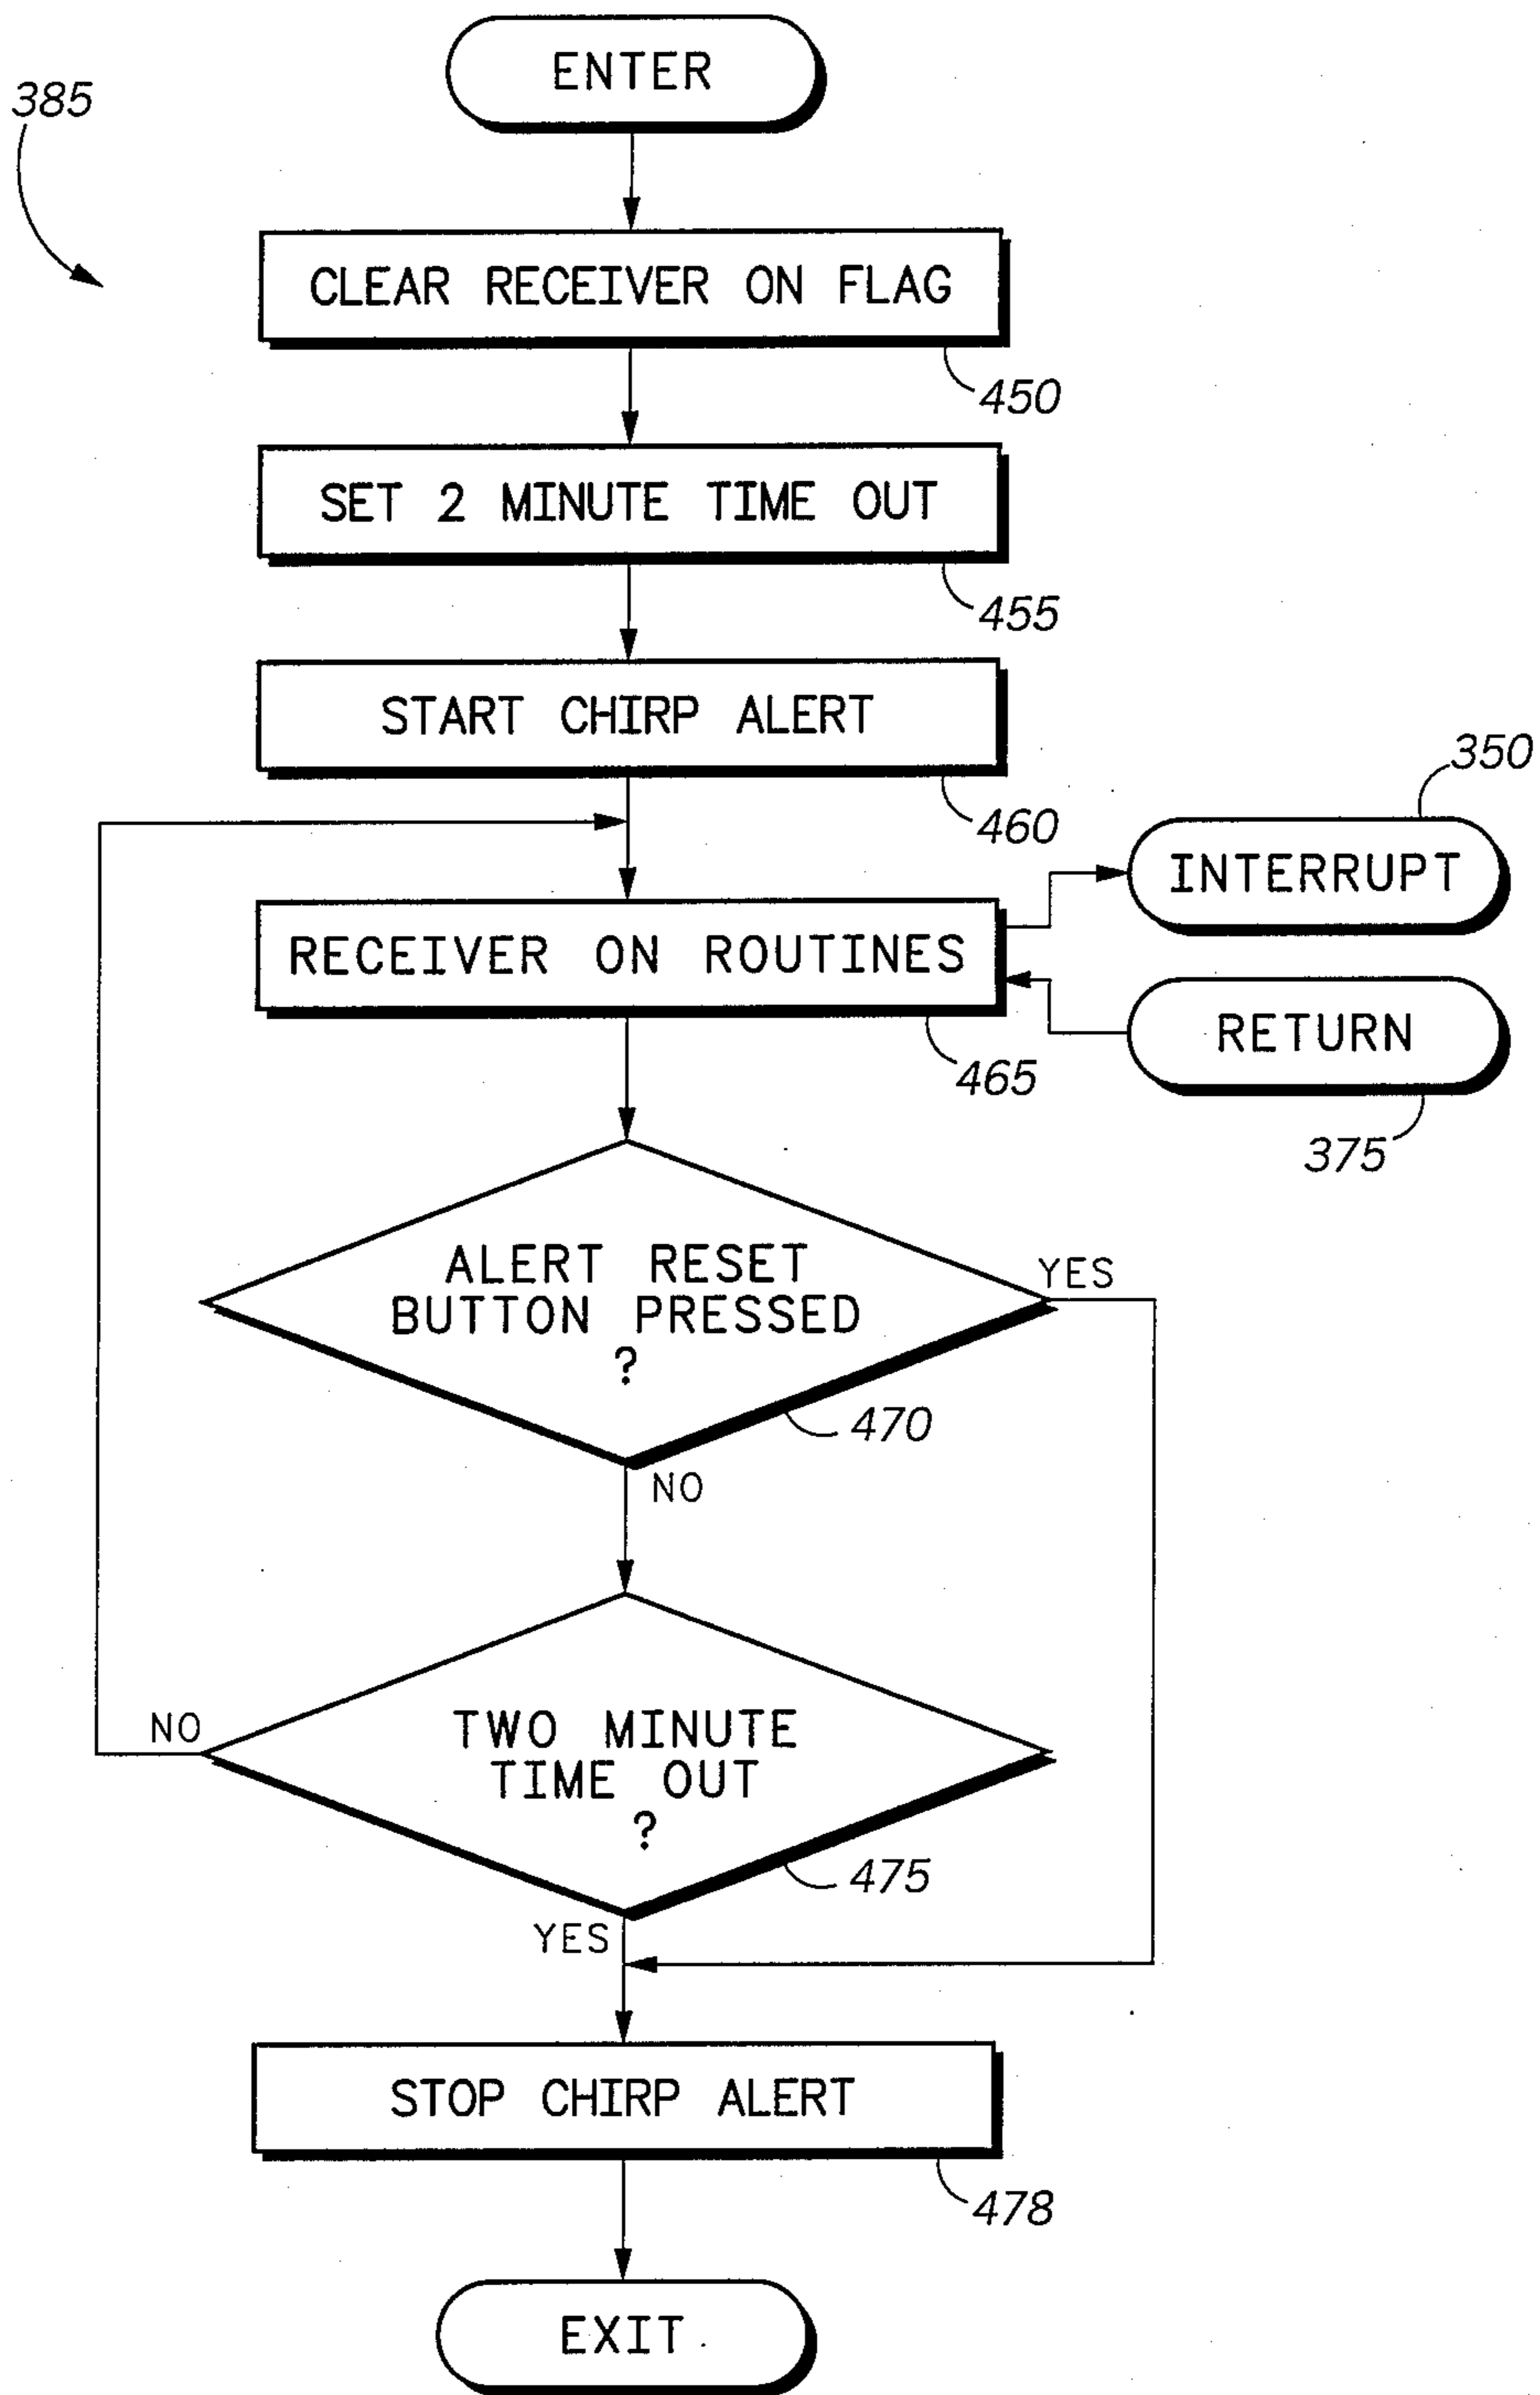 ENTER
385
CLEAR RECEIVER ON FLAG
450
SET 2 MINUTE TIME OUT
455
START CHIRP ALERT
460
350
INTERRUPT
RECEIVER ON ROUTINES
465
RETURN
375
ALERT RESET
BUTTON PRESSED
?
YES
470
NO
TWO MINUTE
TIME OUT
?
NO
475
YES
STOP CHIRP ALERT
478
EXIT